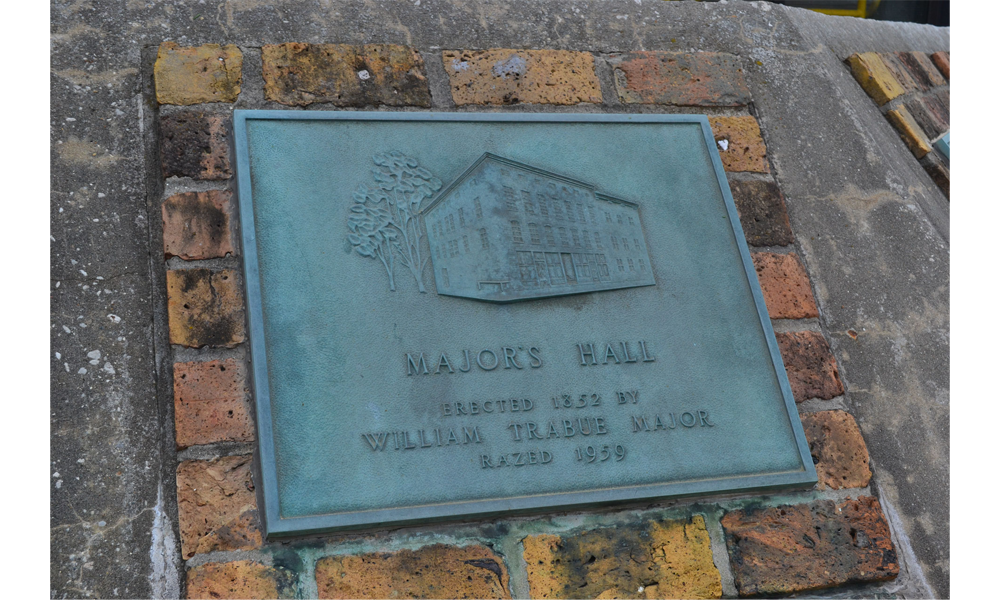 MAJOR'S HALL
ERECTED 1852 BY
WILLIAM TRABUE MAJOR
RAZED 1959